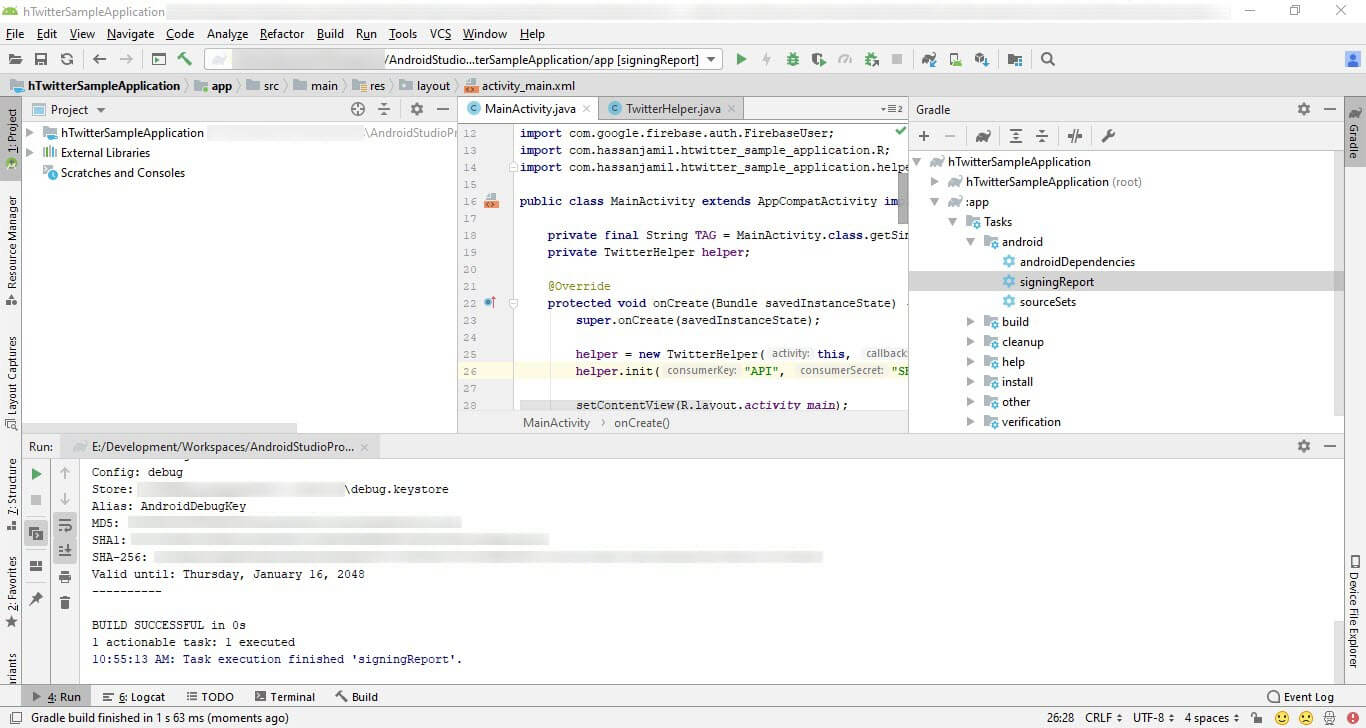 hTwitterSampleApplication
File Edit View Navigate Code Analyze Refactor Build Run Tools VCS Window Help
/AndroidStudio...terSampleApplication/app [signingReport]
hTwitterSampleApplication app src main res layout activity_main.xml
1: Project
Resource Manager
Layout Captures
7: Structure
2: Favorites
Project
hTwitterSampleApplication \AndroidStudioPr
External Libraries
Scratches and Consoles
MainActivity.java TwitterHelper.java 2
12 import com.google.firebase.auth.FirebaseUser;
13 import com.hassanjamil.htwitter_sample_application.R;
14 import com.hassanjamil.htwitter_sample_application.helpe
15
16 public class MainActivity extends AppCompatActivity im
17
18 private final String TAG = MainActivity.class.getSin
19 private TwitterHelper helper;
20
21 @Override
22 protected void onCreate(Bundle savedInstanceState)
23 super.onCreate(savedInstanceState);
24
25 helper = new TwitterHelper( activity: this, callback:
26 helper.init( consumerKey: "API", consumerSecret: "SE
27
28 setContentView(R.layout.activity_main);
MainActivity > onCreate()
Gradle
hTwitterSampleApplication
hTwitterSampleApplication (root)
:app
Tasks
android
androidDependencies
signingReport
sourceSets
build
cleanup
help
install
other
verification
Gradle
Device File Explorer
Run: E:/Development/Workspaces/AndroidStudioPro...
Config: debug
Store: \debug.keystore
Alias: AndroidDebugKey
MD5:
SHA1:
SHA-256:
Valid until: Thursday, January 16, 2048
----------
BUILD SUCCESSFUL in 0s
1 actionable task: 1 executed
10:55:13 AM: Task execution finished 'signingReport'.
4: Run 6: Logcat TODO Terminal Build Event Log
Gradle build finished in 1 s 63 ms (moments ago) 26:28 CRLF UTF-8 4 spaces